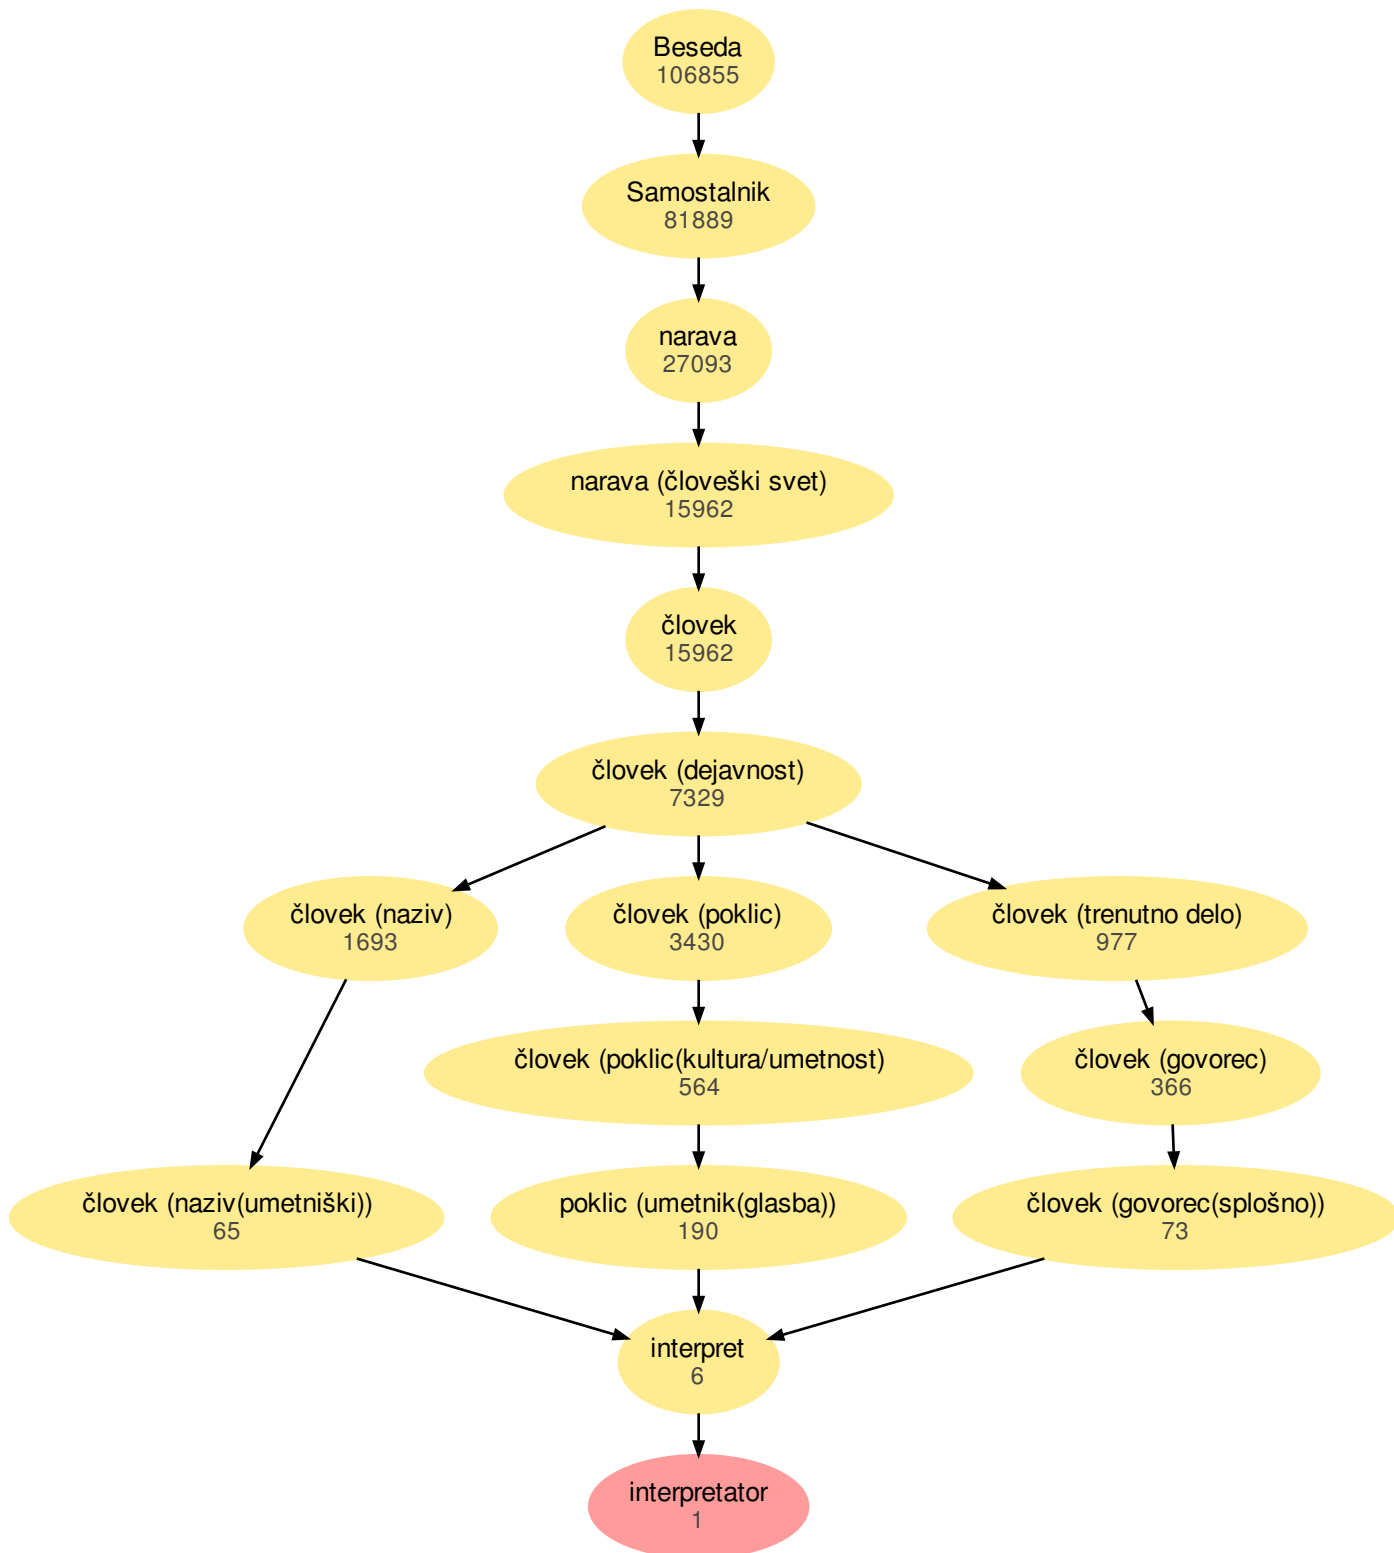 Beseda
106855
Samostalnik
81889
narava
27093
narava (človeški svet)
15962
človek
15962
človek (dejavnost)
7329
človek (naziv)
1693
človek (poklic)
3430
človek (trenutno delo)
977
človek (poklic(kultura/umetnost)
564
človek (govorec)
366
človek (naziv(umetniški))
65
poklic (umetnik(glasba))
190
človek (govorec(splošno))
73
interpret
6
interpretator
1